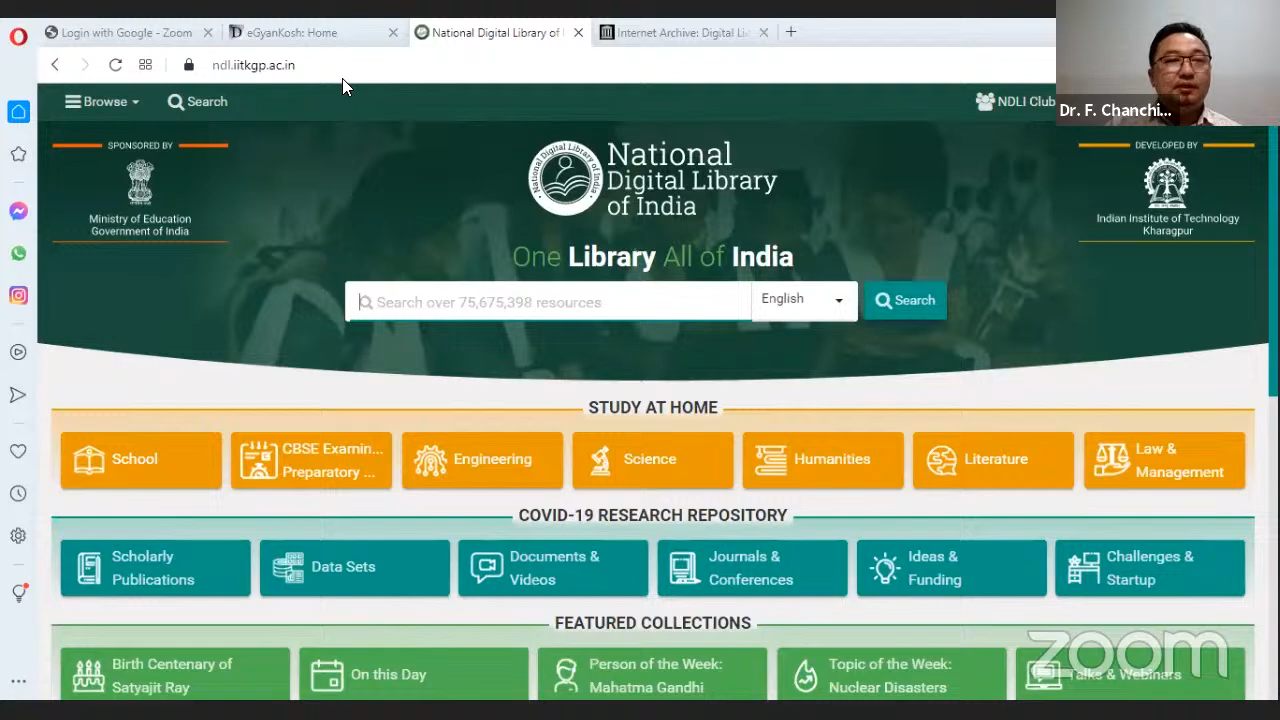 Login with Google - Zoom
eGyanKosh: Home
National Digital Library of
Internet Archive: Digital Li
ndl.iitkgp.ac.in
Browse
Search
NDLI Club
Dr. F. Chanchi...
SPONSORED BY
Ministry of Education
Government of India
National Digital Library of India
National
Digital Library
of India
DEVELOPED BY
Indian Institute of Technology
Kharagpur
One Library All of India
Search over 75,675,398 resources
English
Search
STUDY AT HOME
School
CBSE Examin...
Preparatory ...
Engineering
Science
Humanities
Literature
Law &
Management
COVID-19 RESEARCH REPOSITORY
Scholarly
Publications
Data Sets
Documents &
Videos
Journals &
Conferences
Ideas &
Funding
Challenges &
Startup
FEATURED COLLECTIONS
Birth Centenary of
Satyajit Ray
On this Day
Person of the Week:
Mahatma Gandhi
Topic of the Week:
Nuclear Disasters
Talks & Webinars
zoom